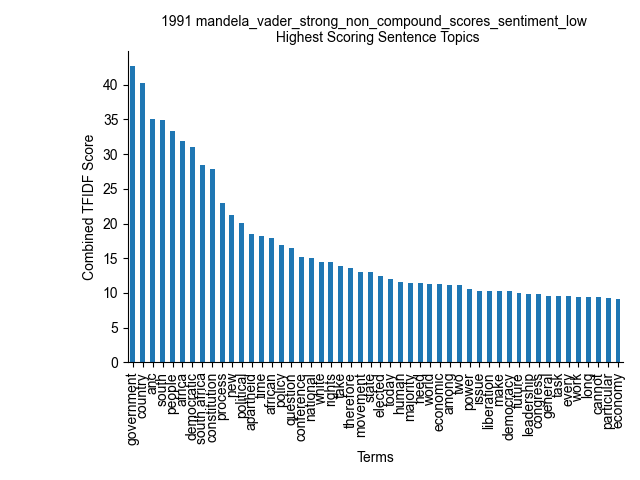 1991 mandela_vader_strong_non_compound_scores_sentiment_low
Highest Scoring Sentence Topics
Combined TFIDF Score
40
35
30
25
20
15
10
5
0
government
country
anc
south
people
africa
democratic
south africa
constitution
process
new
political
apartheid
time
african
policy
question
conference
national
white
rights
take
therefore
movement
state
elected
today
human
majority
need
world
economic
among
two
power
issue
liberation
make
democracy
future
leadership
congress
general
task
every
work
long
cannot
particular
economy
Terms